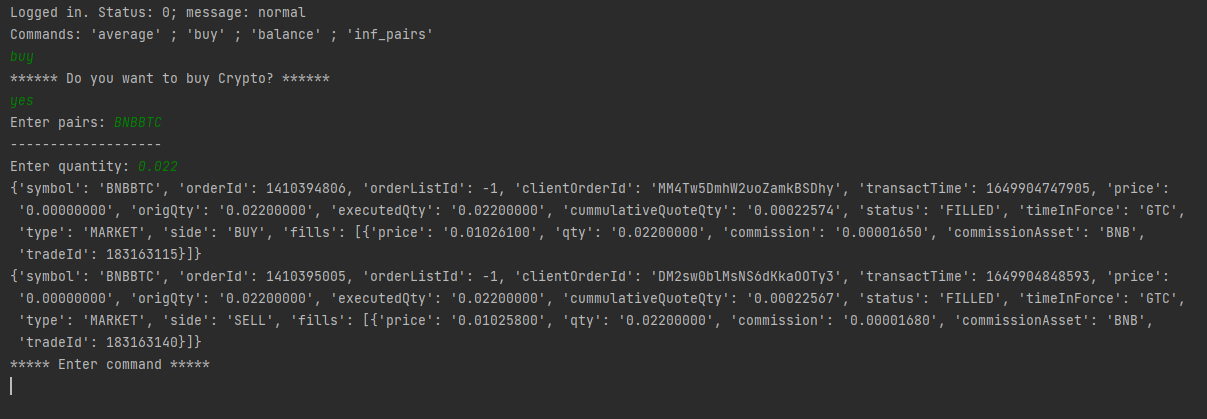 Logged in. Status: 0; message: normal
Commands: 'average' ; 'buy' ; 'balance' ; 'inf_pairs'
buy
****** Do you want to buy Crypto? ******
yes
Enter pairs: BNBBTC
-------------------
Enter quantity: 0.022
{'symbol': 'BNBBTC', 'orderId': 1410394806, 'orderListId': -1, 'clientOrderId': 'MM4Tw5DmhW2uoZamkBSDhy', 'transactTime': 1649904747905, 'price':
'0.00000000', 'origQty': '0.02200000', 'executedQty': '0.02200000', 'cummulativeQuoteQty': '0.00022574', 'status': 'FILLED', 'timeInForce': 'GTC',
'type': 'MARKET', 'side': 'BUY', 'fills': [{'price': '0.01026100', 'qty': '0.02200000', 'commission': '0.00001650', 'commissionAsset': 'BNB',
'tradeId': 183163115}]}
{'symbol': 'BNBBTC', 'orderId': 1410395005, 'orderListId': -1, 'clientOrderId': 'DM2sw0blMsNS6dKkaOOTy3', 'transactTime': 1649904848593, 'price':
'0.00000000', 'origQty': '0.02200000', 'executedQty': '0.02200000', 'cummulativeQuoteQty': '0.00022567', 'status': 'FILLED', 'timeInForce': 'GTC',
'type': 'MARKET', 'side': 'SELL', 'fills': [{'price': '0.01025800', 'qty': '0.02200000', 'commission': '0.00001680', 'commissionAsset': 'BNB',
'tradeId': 183163140}]}
***** Enter command *****